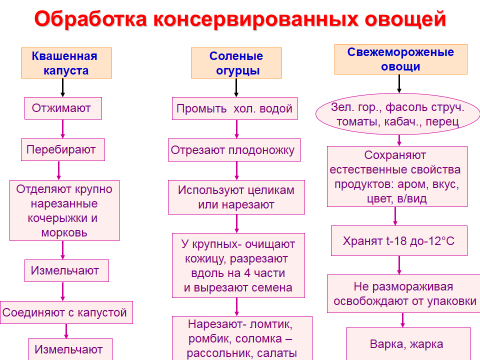 Обработка консервированных овощей
Квашенная
капуста
Отжимают
Перебирают
Отделяют крупно
нарезанные
кочерыжки и
морковь
Измельчают
Соединяют с капустой
Измельчают
Соленые
огурцы
Промыть хол. водой
Отрезают плодоножку
Используют целикам
или нарезают
У крупных- очищают
кожицу, разрезают
вдоль на 4 части
и вырезают семена
Нарезают- ломтик,
ромбик, соломка –
рассольник, салаты
Свежемороженые
овощи
Зел. гор., фасоль струч.
томаты, кабач., перец
Сохраняют
естественные свойства
продуктов: аром, вкус,
цвет, в/вид
Хранят t-18 до-12°С
Не размораживая
освобождают от упаковки
Варка, жарка